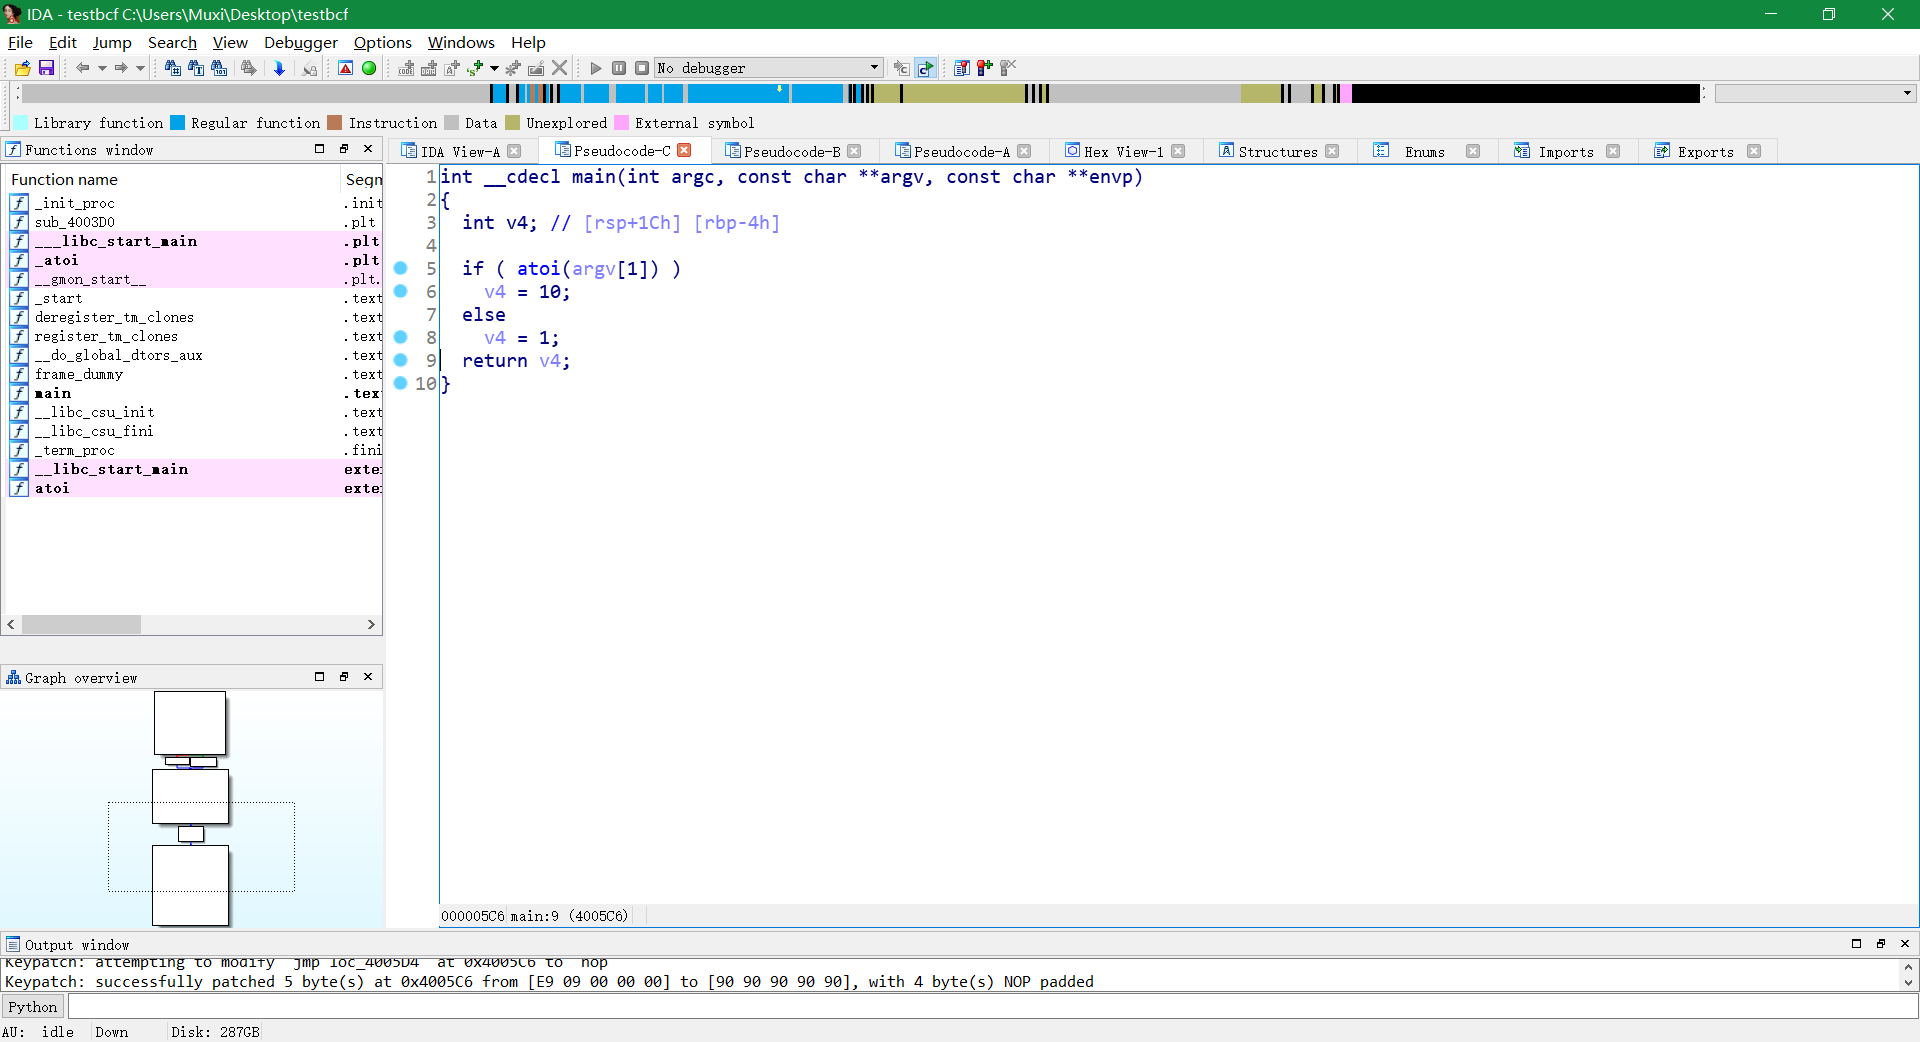 IDA - testbcf C:\Users\Muxi\Desktop\testbcf
File Edit Jump Search View Debugger Options Windows Help
No debugger
Library function Regular function Instruction Data Unexplored External symbol
Functions window
Function name Segm
_init_proc .init
sub_4003D0 .plt
___libc_start_main .plt
_atoi .plt
__gmon_start__ .plt.
_start .text
deregister_tm_clones .text
register_tm_clones .text
__do_global_dtors_aux .text
frame_dummy .text
main .tex
__libc_csu_init .text
__libc_csu_fini .text
_term_proc .fini
__libc_start_main exte
atoi exte
Graph overview
IDA View-A Pseudocode-C Pseudocode-B Pseudocode-A Hex View-1 Structures Enums Imports Exports
1 int __cdecl main(int argc, const char **argv, const char **envp)
2 {
3 int v4; // [rsp+1Ch] [rbp-4h]
4
5 if ( atoi(argv[1]) )
6 v4 = 10;
7 else
8 v4 = 1;
9 return v4;
10 }
000005C6 main:9 (4005C6)
Output window
Keypatch: attempting to modify "jmp loc_4005D4" at 0x4005C6 to "nop"
Keypatch: successfully patched 5 byte(s) at 0x4005C6 from [E9 09 00 00 00] to [90 90 90 90 90], with 4 byte(s) NOP padded
Python
AU: idle Down Disk: 287GB